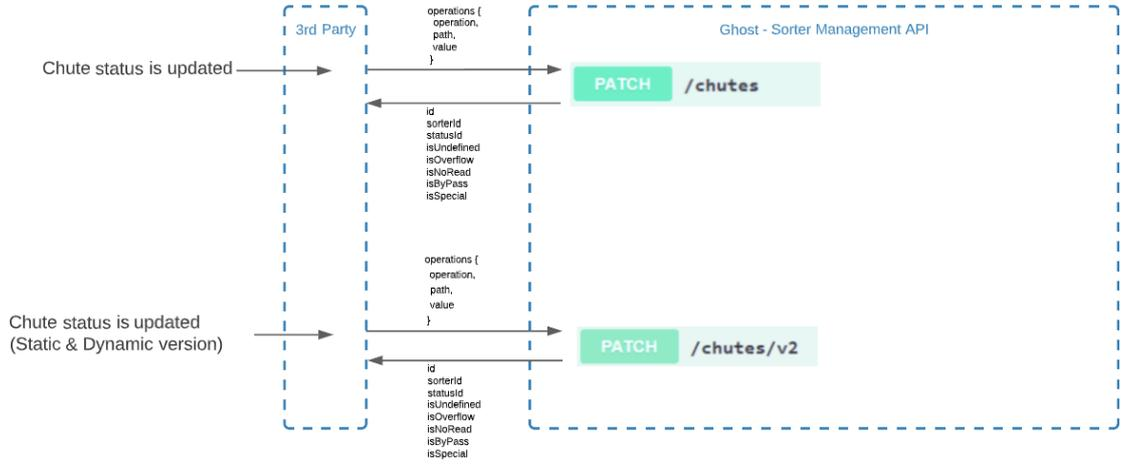 3rd Party
Ghost - Sorter Management API
operations {
operation,
path,
value
}
Chute status is updated
PATCH /chutes
id
sorterId
statusId
isUndefined
isOverflow
isNoRead
isByPass
isSpecial
operations {
operation,
path,
value
}
Chute status is updated
(Static & Dynamic version)
PATCH /chutes/v2
id
sorterId
statusId
isUndefined
isOverflow
isNoRead
isByPass
isSpecial